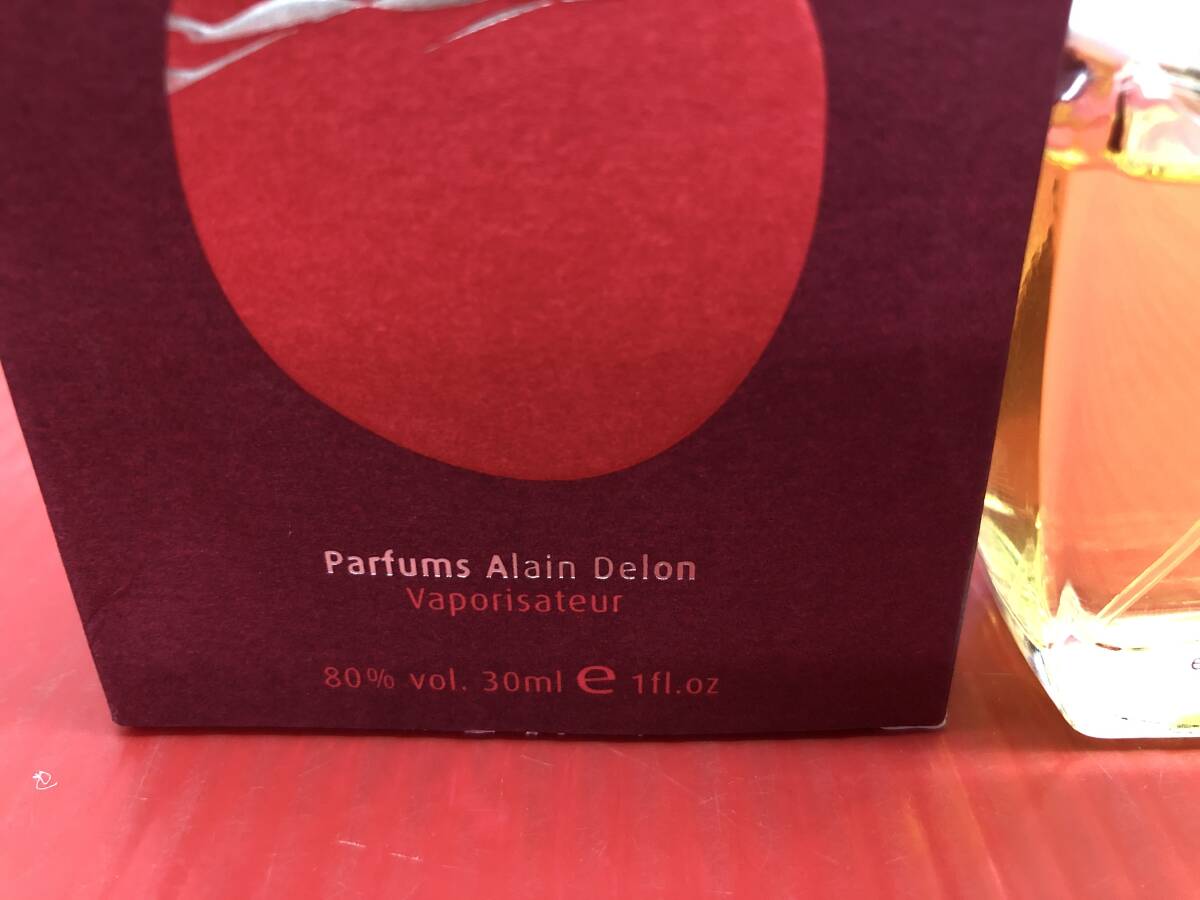 Parfums Alain Delon
Vaporisateur
80% vol. 30ml e 1fl.oz
e